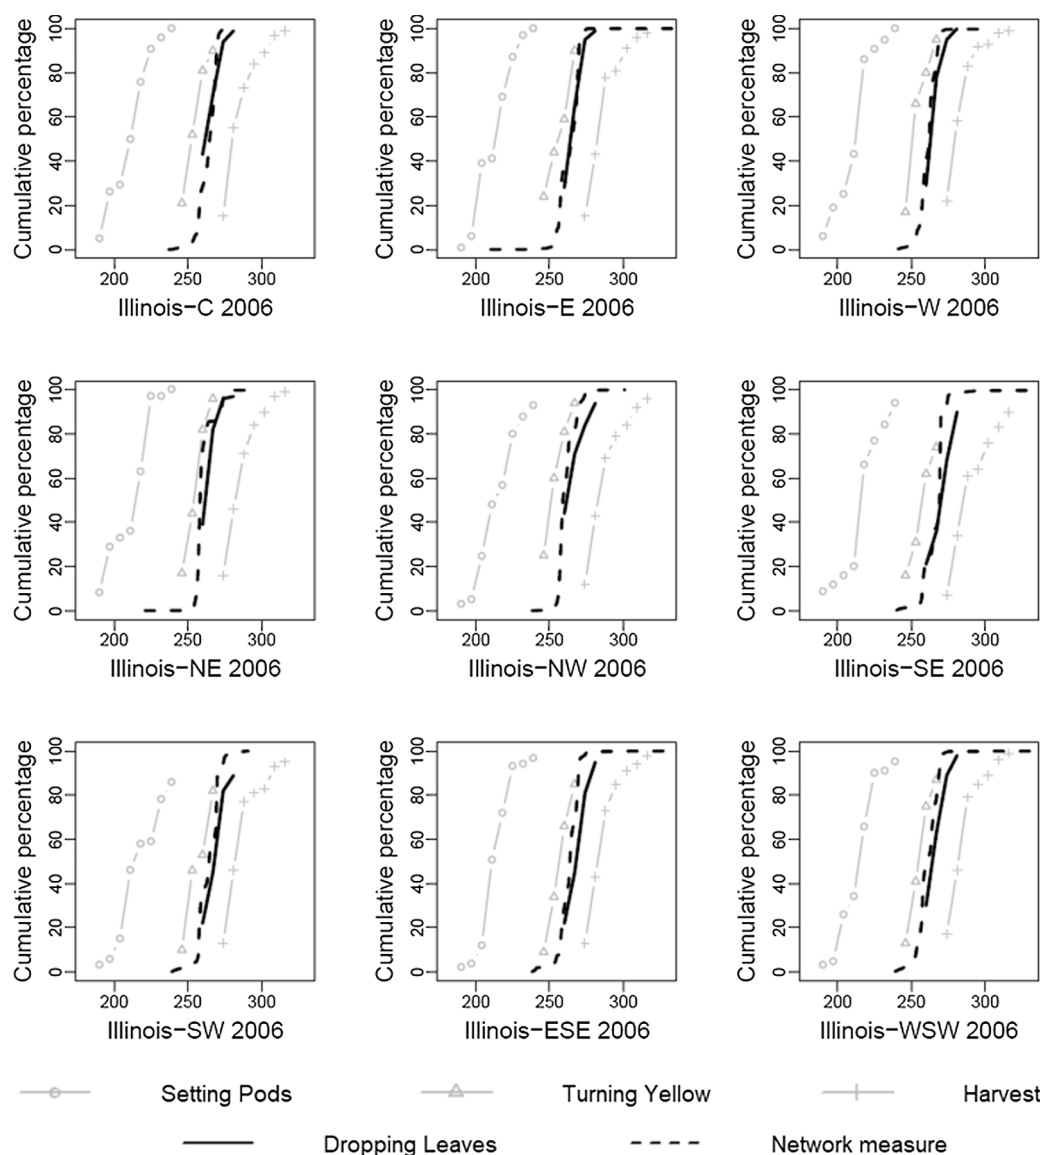 Cumulative percentage
0 20 40 60 80 100
200 250 300
Illinois−C 2006
Cumulative percentage
0 20 40 60 80 100
200 250 300
Illinois−E 2006
Cumulative percentage
0 20 40 60 80 100
200 250 300
Illinois−W 2006
Cumulative percentage
0 20 40 60 80 100
200 250 300
Illinois−NE 2006
Cumulative percentage
0 20 40 60 80 100
200 250 300
Illinois−NW 2006
Cumulative percentage
0 20 40 60 80 100
200 250 300
Illinois−SE 2006
Cumulative percentage
0 20 40 60 80 100
200 250 300
Illinois−SW 2006
Cumulative percentage
0 20 40 60 80 100
200 250 300
Illinois−ESE 2006
Cumulative percentage
0 20 40 60 80 100
200 250 300
Illinois−WSW 2006
Setting Pods Turning Yellow Harvest
Dropping Leaves Network measure